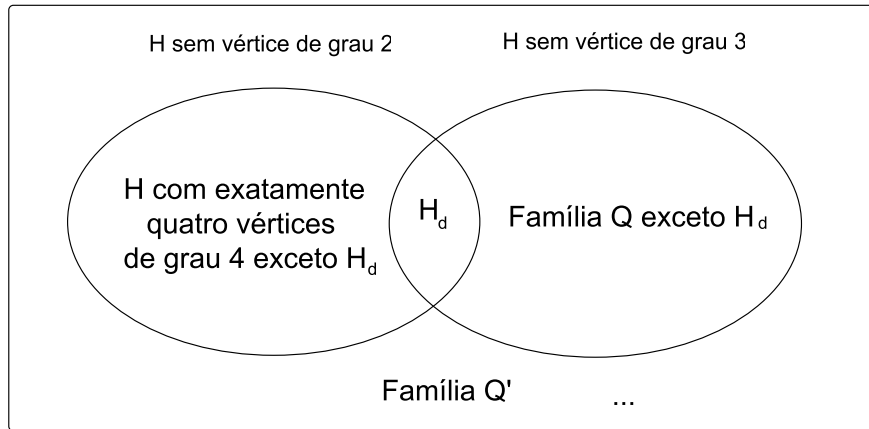 H sem vértice de grau 2
H sem vértice de grau 3
H com exatamente
quatro vértices
de grau 4 exceto Hd
Hd
Família Q exceto Hd
Família Q'
...